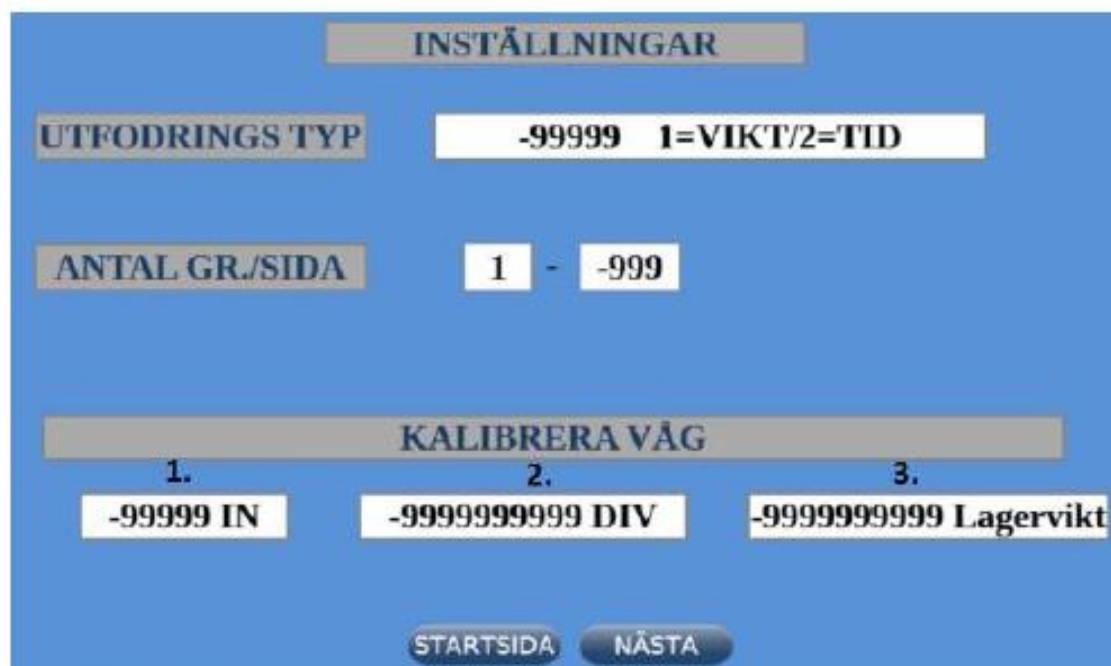 INSTÄLLNINGAR
UTFODRINGS TYP -99999 1=VIKT/2=TID
ANTAL GR./SIDA 1 - -999
KALIBRERA VÅG
1. 2. 3.
-99999 IN -9999999999 DIV -9999999999 Lagervikt
STARTSIDA NÄSTA